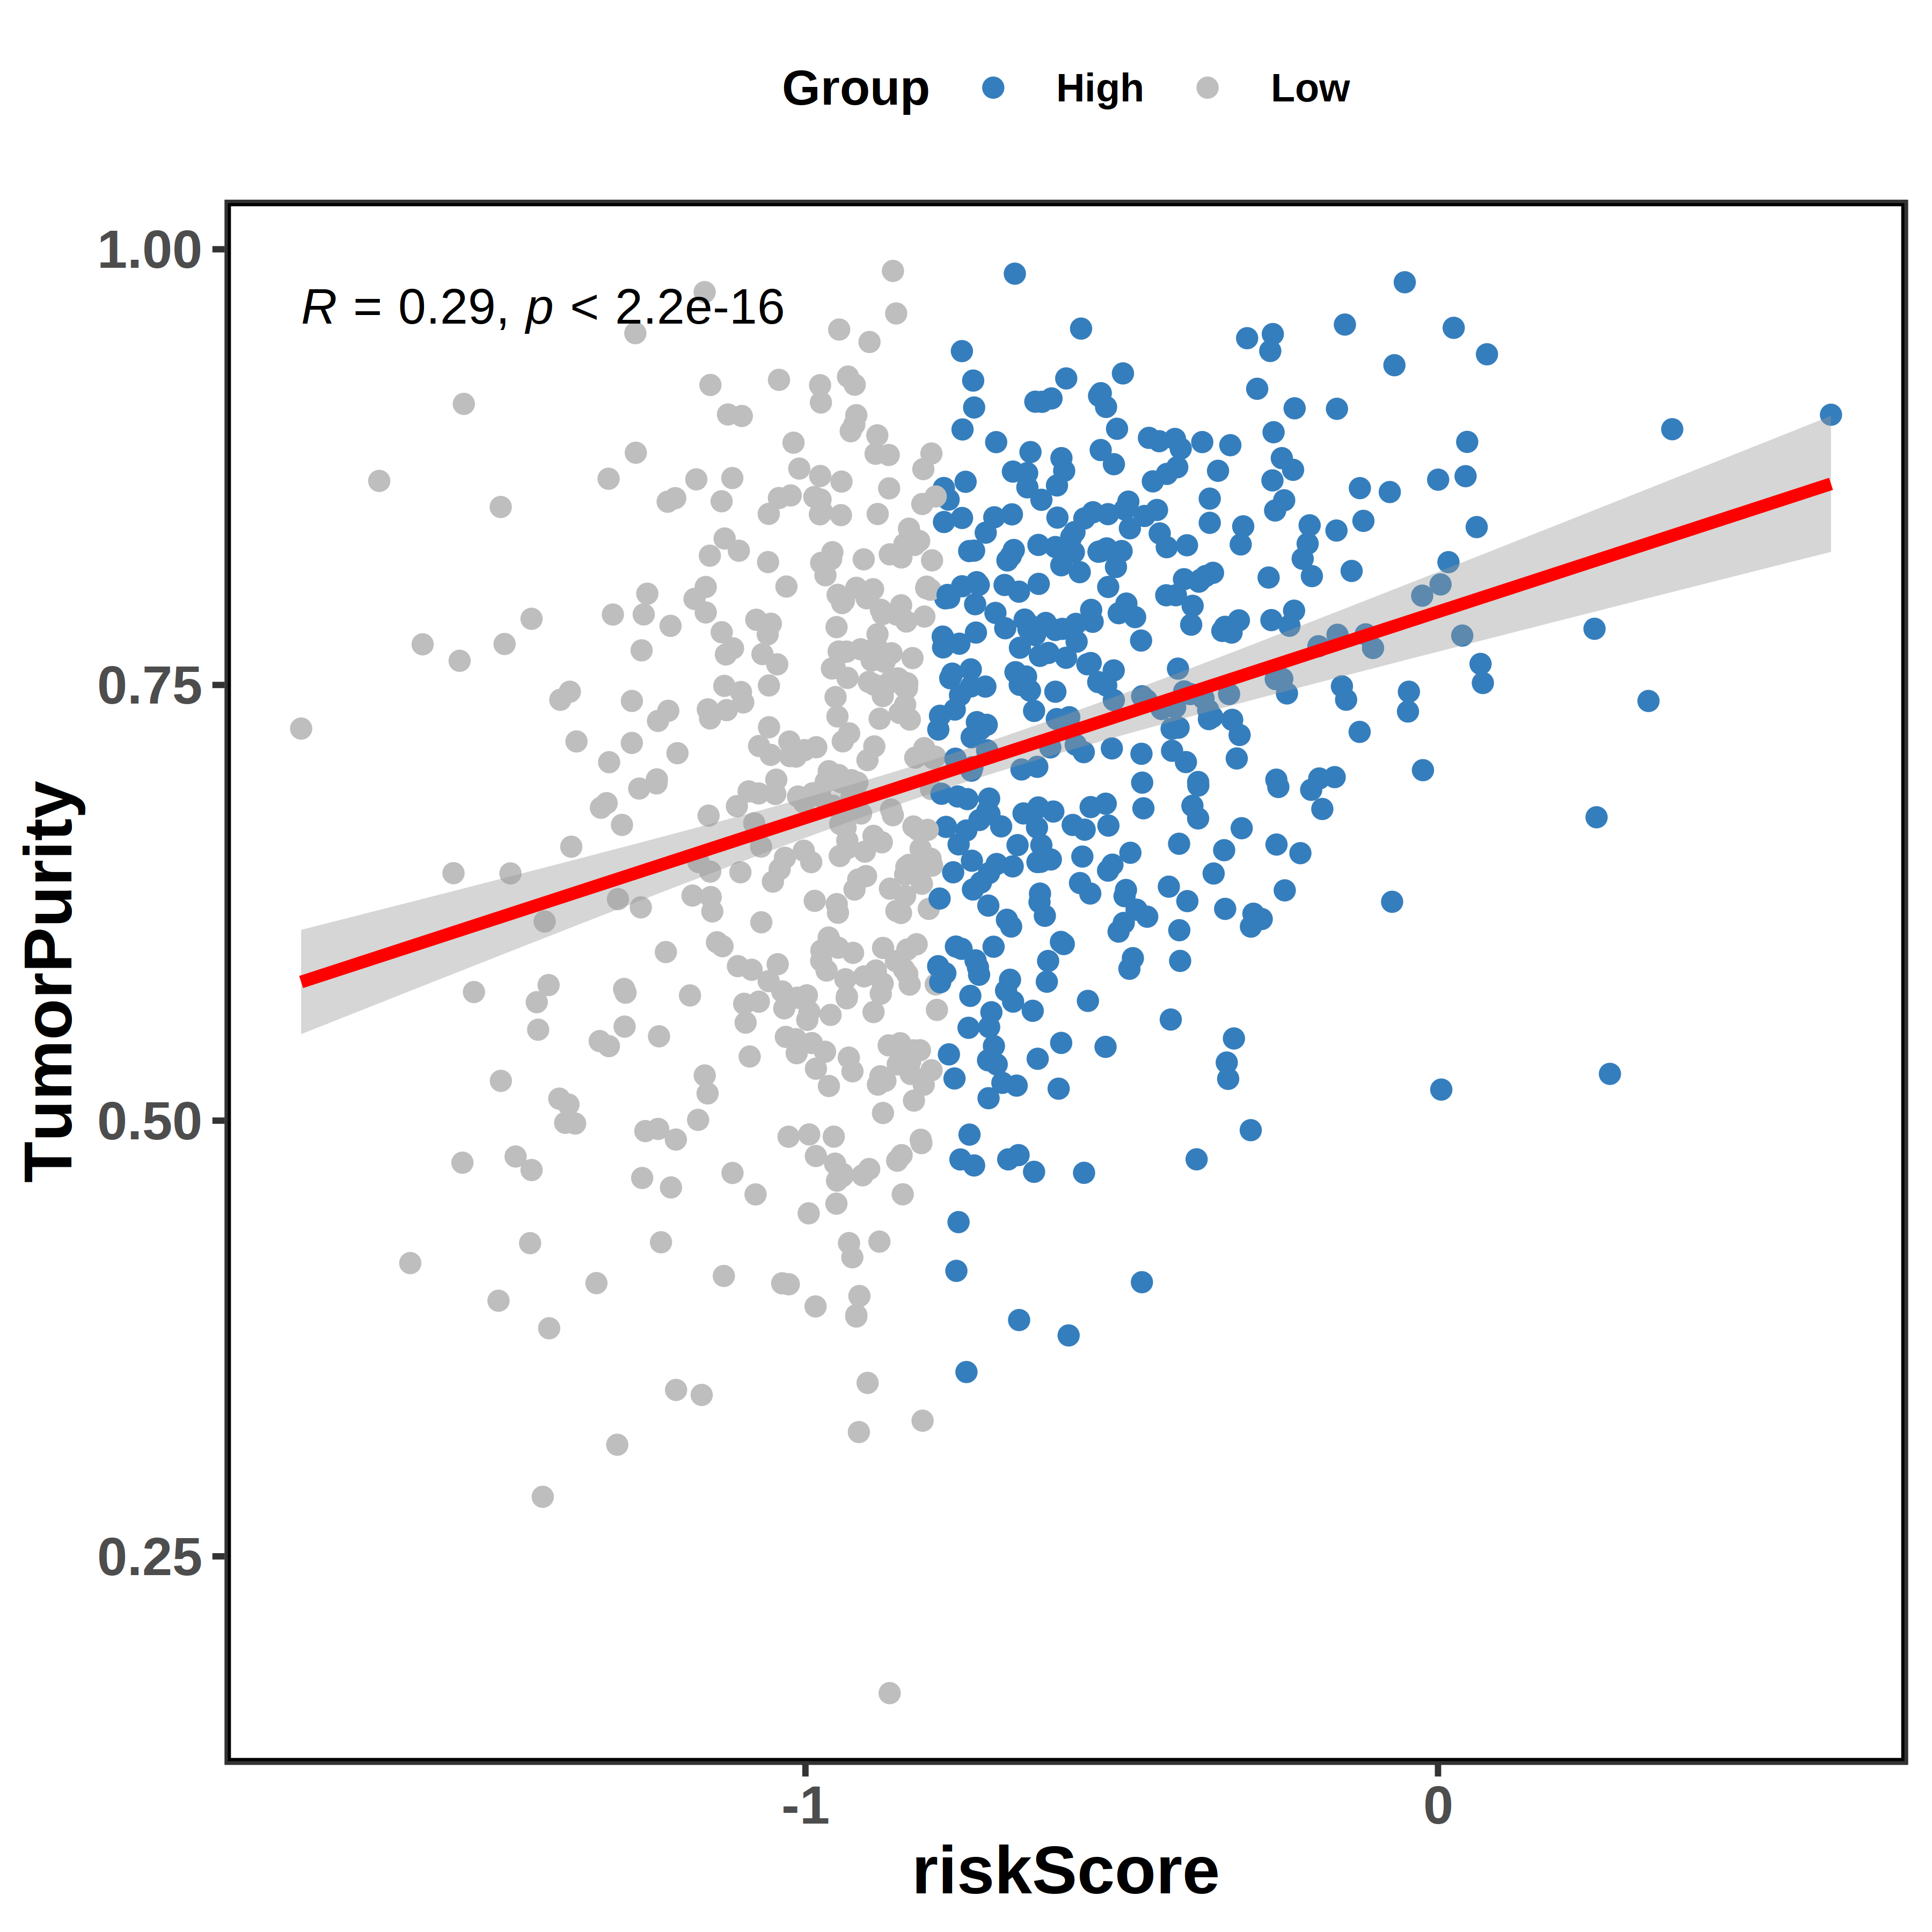 Group High Low
1.00
R = 0.29, p < 2.2e-16
0.75
0.50
0.25
TumorPurity
-1 0
riskScore